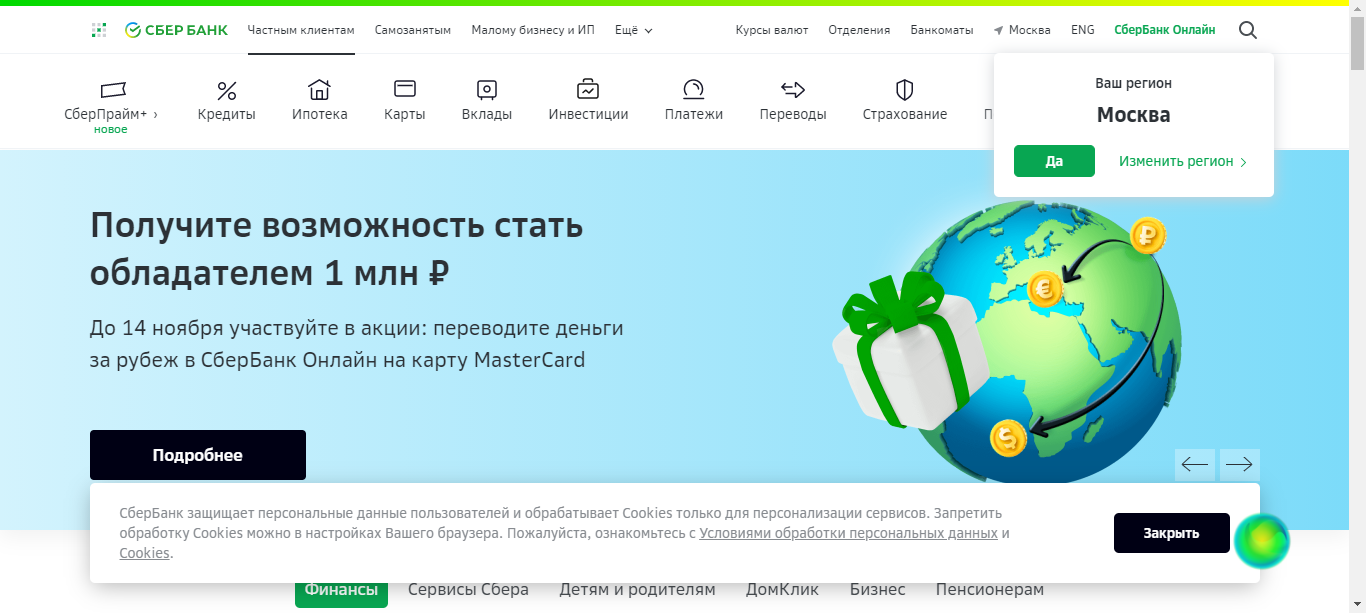 СБЕР БАНК
Частным клиентам
Самозанятым
Малому бизнесу и ИП
Ещё
Курсы валют
Отделения
Банкоматы
Москва
ENG
СберБанк Онлайн
СберПрайм+ ›
новое
Кредиты
Ипотека
Карты
Вклады
Инвестиции
Платежи
Переводы
Страхование
Ваш регион
Москва
Да
Изменить регион
Получите возможность стать
обладателем 1 млн ₽
До 14 ноября участвуйте в акции: переводите деньги
за рубеж в СберБанк Онлайн на карту MasterCard
Подробнее
₽
€
$
СберБанк защищает персональные данные пользователей и обрабатывает Cookies только для персонализации сервисов. Запретить
обработку Cookies можно в настройках Вашего браузера. Пожалуйста, ознакомьтесь с Условиями обработки персональных данных и
Cookies.
Закрыть
Финансы
Сервисы Сбера
Детям и родителям
ДомКлик
Бизнес
Пенсионерам